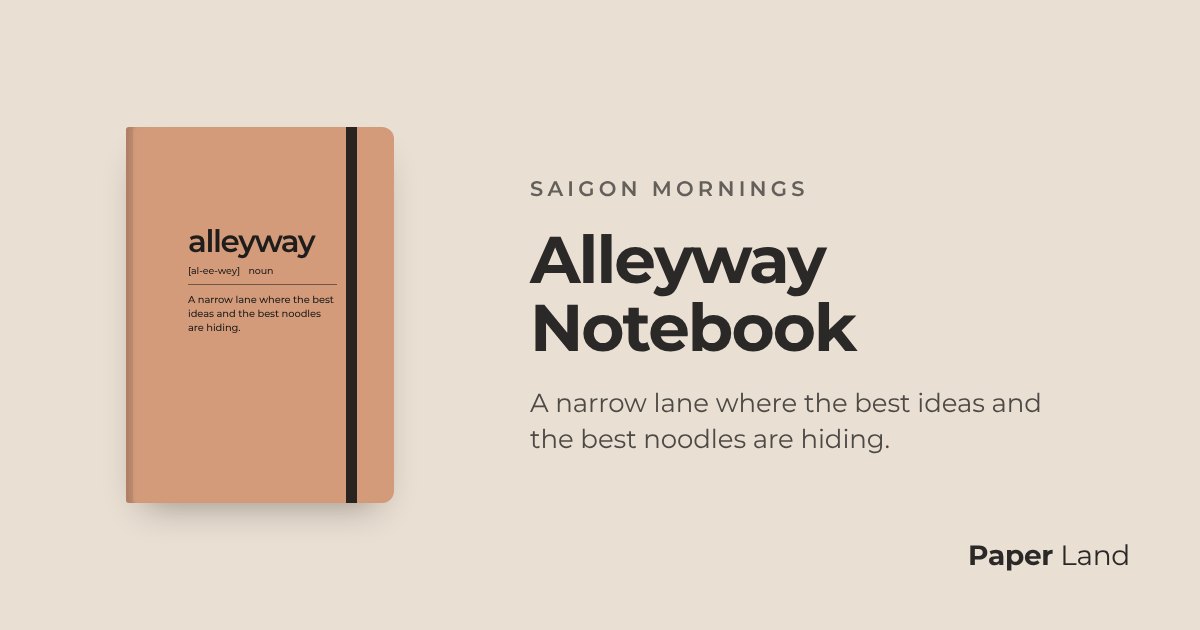 alleyway
[al-ee-wey] noun
A narrow lane where the best
ideas and the best noodles
are hiding.
SAIGON MORNINGS
Alleyway
Notebook
A narrow lane where the best ideas and
the best noodles are hiding.
Paper Land